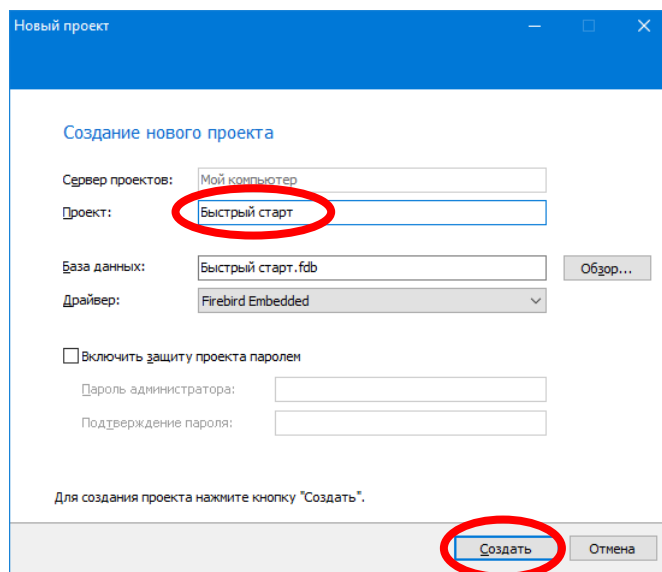 Новый проект
Создание нового проекта
Сервер проектов: Мой компьютер
Проект: Быстрый старт
База данных: Быстрый старт.fdb Обзор...
Драйвер: Firebird Embedded
Включить защиту проекта паролем
Пароль администратора:
Подтверждение пароля:
Для создания проекта нажмите кнопку "Создать".
Создать Отмена